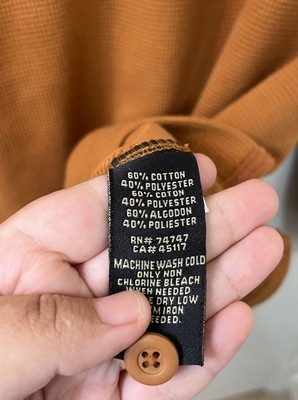 60% COTTON
40% POLYESTER
60% COTON
40% POLYESTER
60% ALGODON
40% POLIESTER
RN# 74747
CA# 45117
MACHINE WASH COLD
ONLY NON
CHLORINE BLEACH
WHEN NEEDED
DRY LOW
IRON